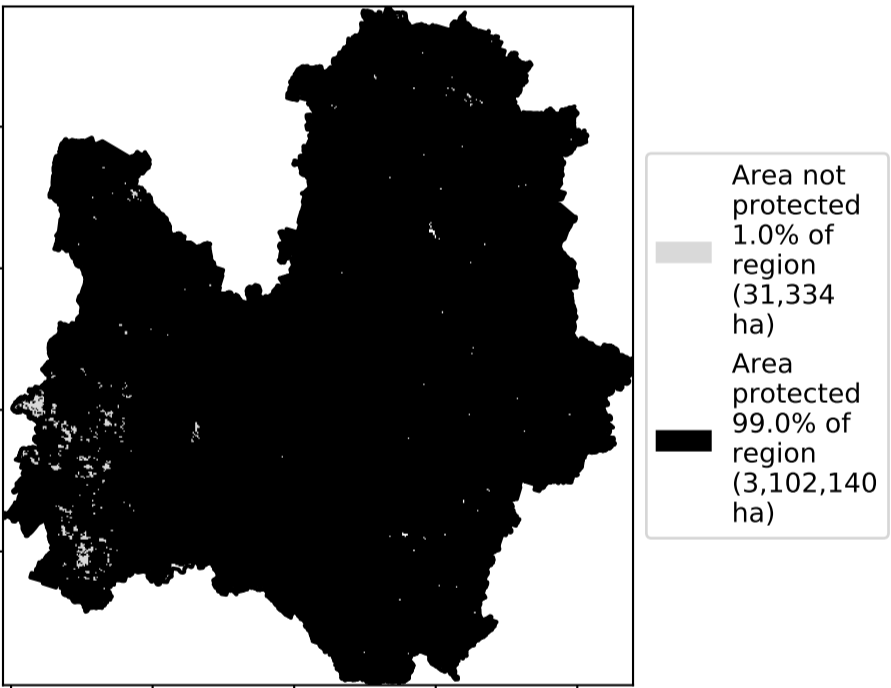 Area not
protected
1.0% of
region
(31,334
ha)
Area
protected
99.0% of
region
(3,102,140
ha)